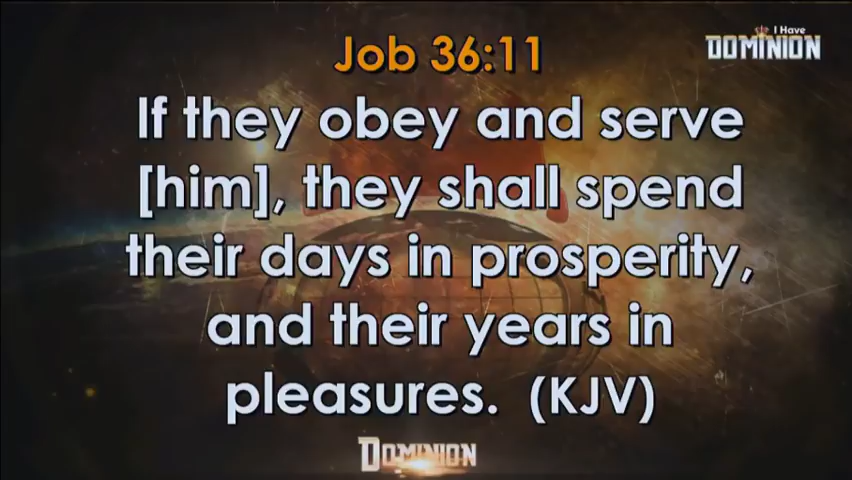 Job 36:11
I Have
DOMINION
If they obey and serve
[him], they shall spend
their days in prosperity,
and their years in
pleasures. (KJV)
DOMINION